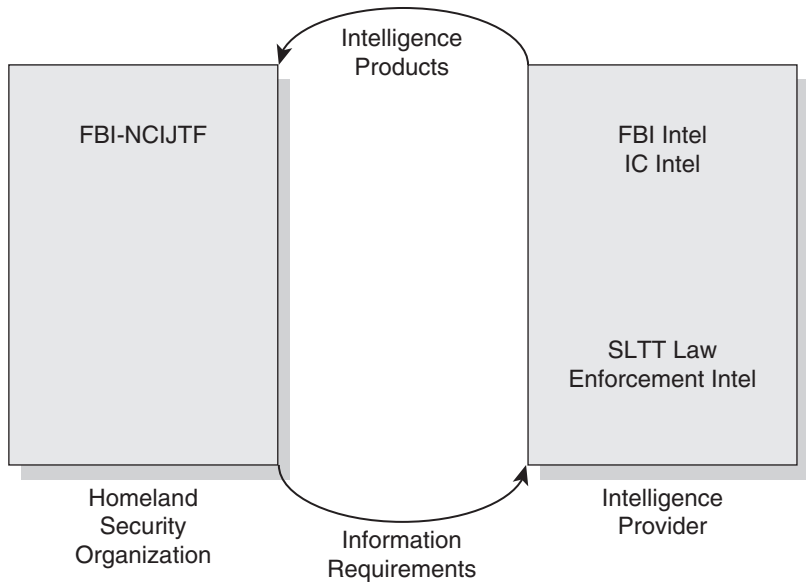 Intelligence
Products
FBI-NCIJTF
FBI Intel
IC Intel
SLTT Law
Enforcement Intel
Homeland
Security
Organization
Information
Requirements
Intelligence
Provider